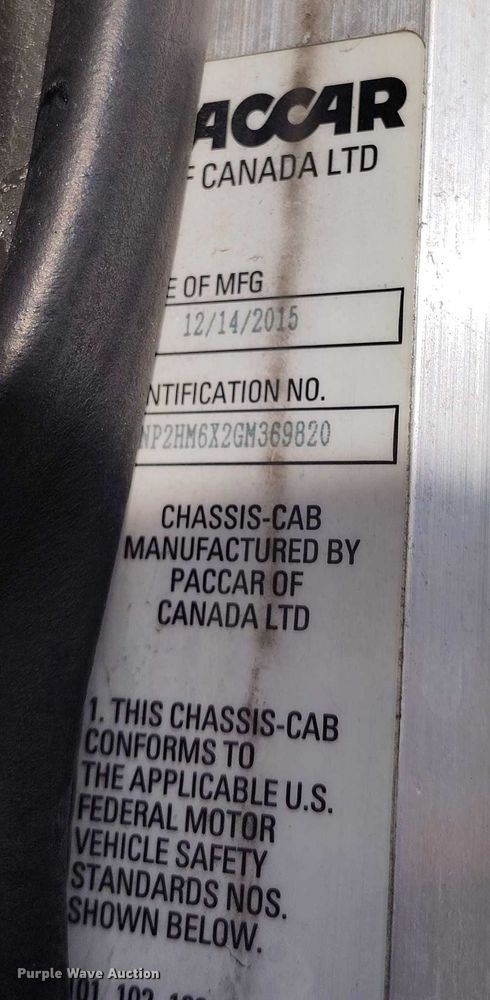 ACCAR
F CANADA LTD
E OF MFG
12/14/2015
NTIFICATION NO.
NP2HM6X2GM369820
CHASSIS-CAB
MANUFACTURED BY
PACCAR OF
CANADA LTD
1. THIS CHASSIS-CAB
CONFORMS TO
THE APPLICABLE U.S.
FEDERAL MOTOR
VEHICLE SAFETY
STANDARDS NOS.
SHOWN BELOW.
101, 102,
Purple Wave Auction